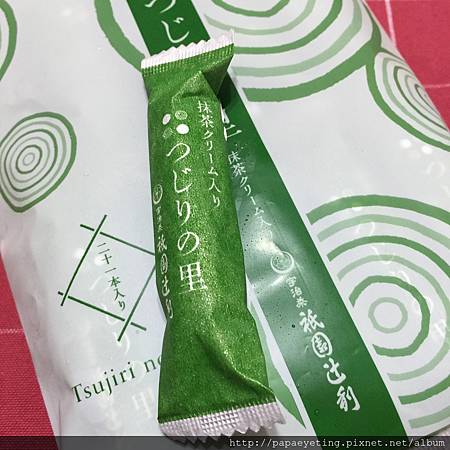 抹茶クリーム入り
つじりの里
宇治茶
祇園辻利
つじ
抹茶クリーム入り
宇治茶
祇園辻利
二十一本入り
Tsujiri no
里
http://papaeyeting.pixnet.net/album